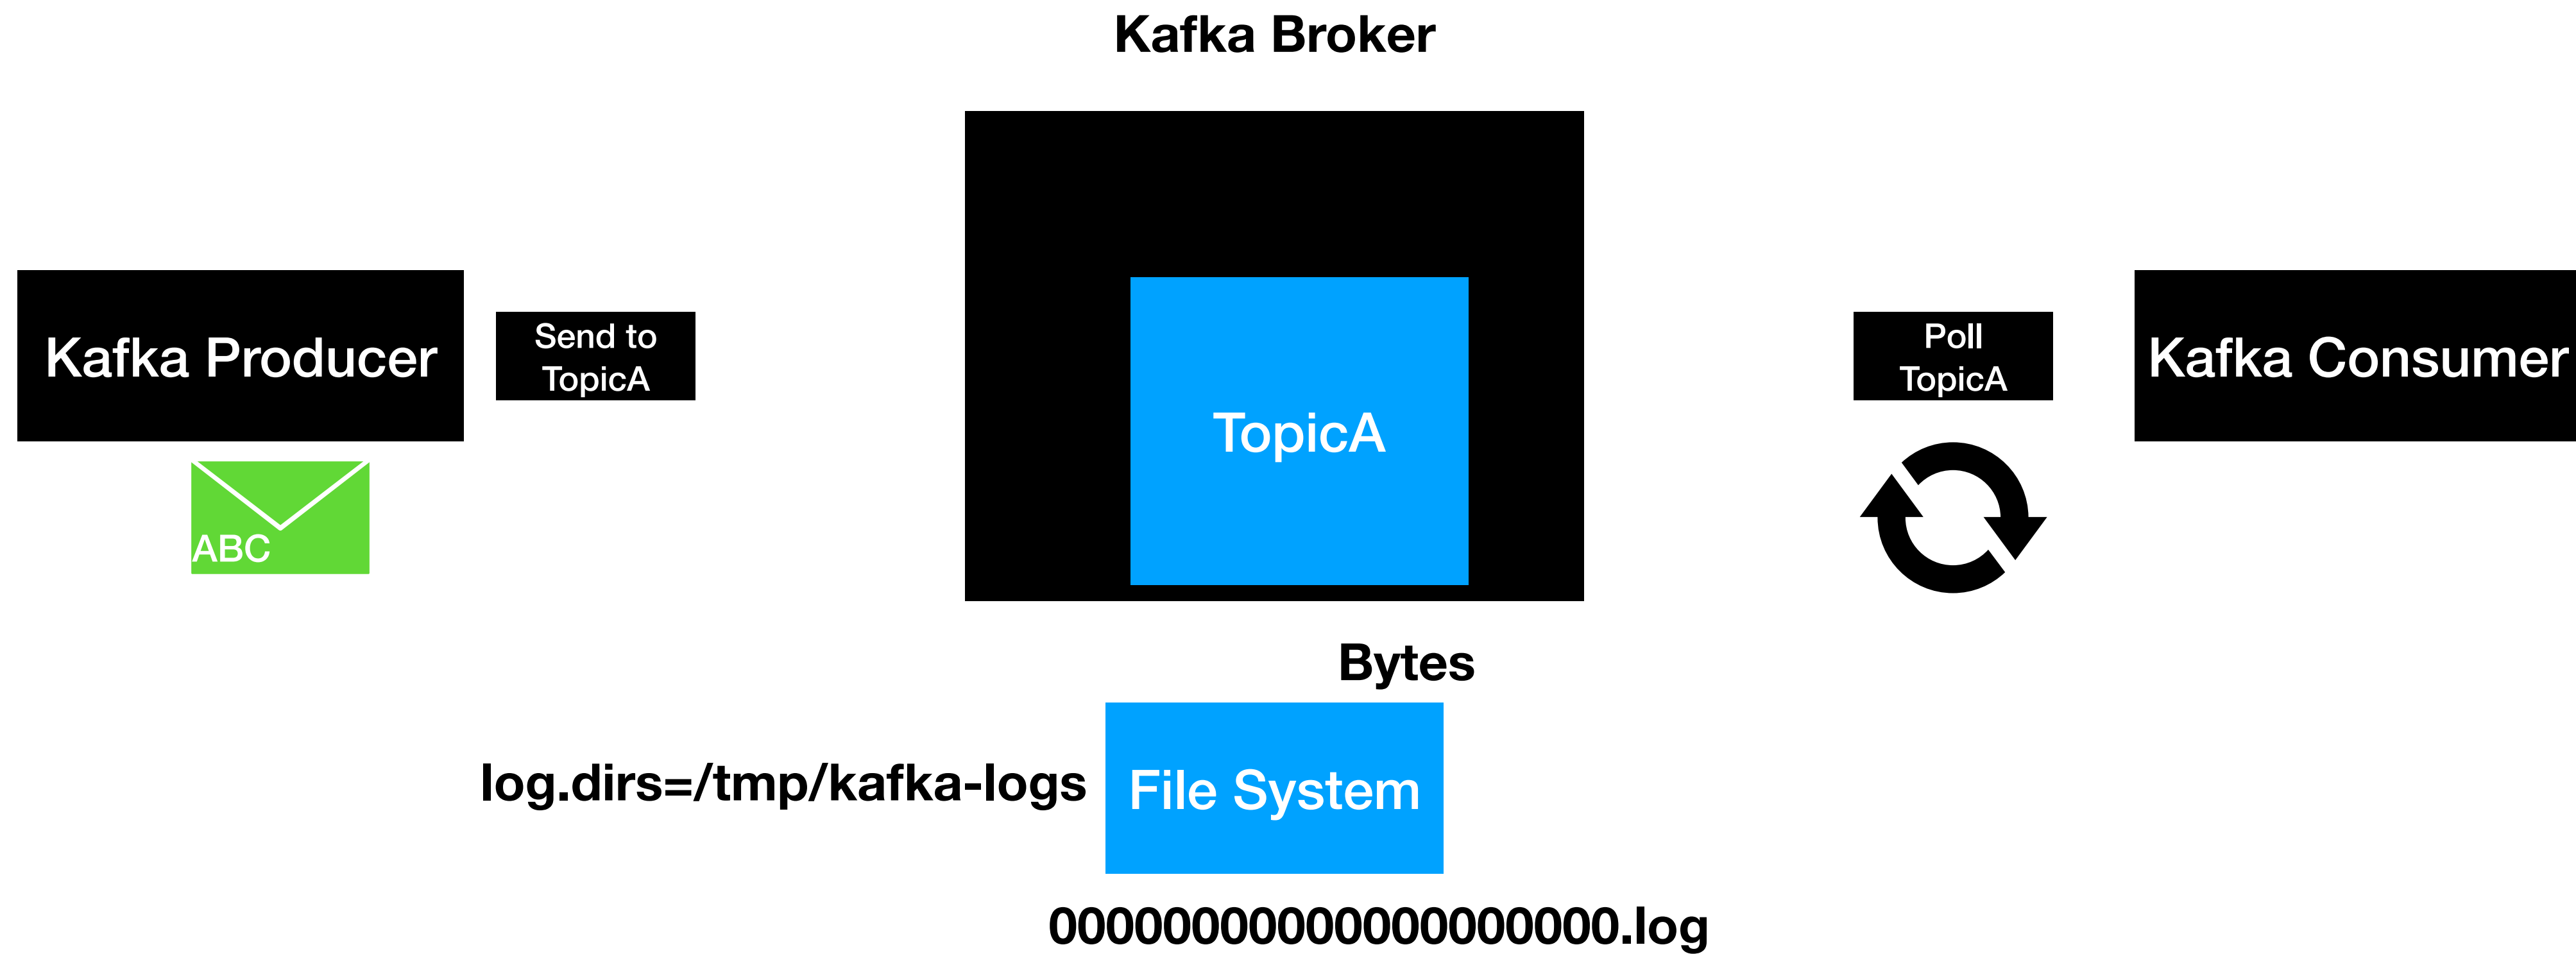 Kafka Broker
Kafka Producer
Send to
TopicA
TopicA
Poll
TopicA
Kafka Consumer
ABC
Bytes
log.dirs=/tmp/kafka-logs
File System
00000000000000000000.log